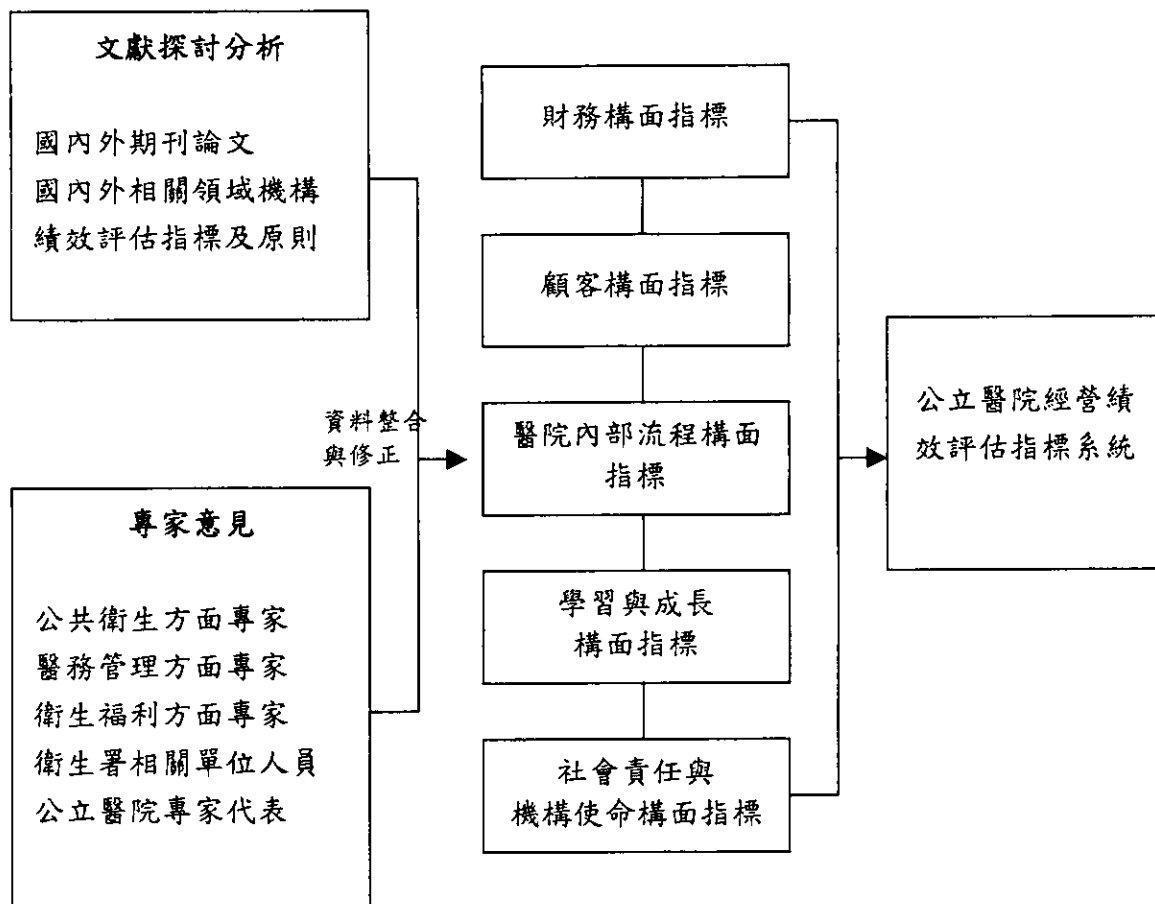 文獻探討分析
國內外期刊論文
國內外相關領域機構
績效評估指標及原則
專家意見
公共衛生方面專家
醫務管理方面專家
衛生福利方面專家
衛生署相關單位人員
公立醫院專家代表
資料整合
與修正
財務構面指標
顧客構面指標
醫院內部流程構面
指標
學習與成長
構面指標
社會責任與
機構使命構面指標
公立醫院經營績
效評估指標系統